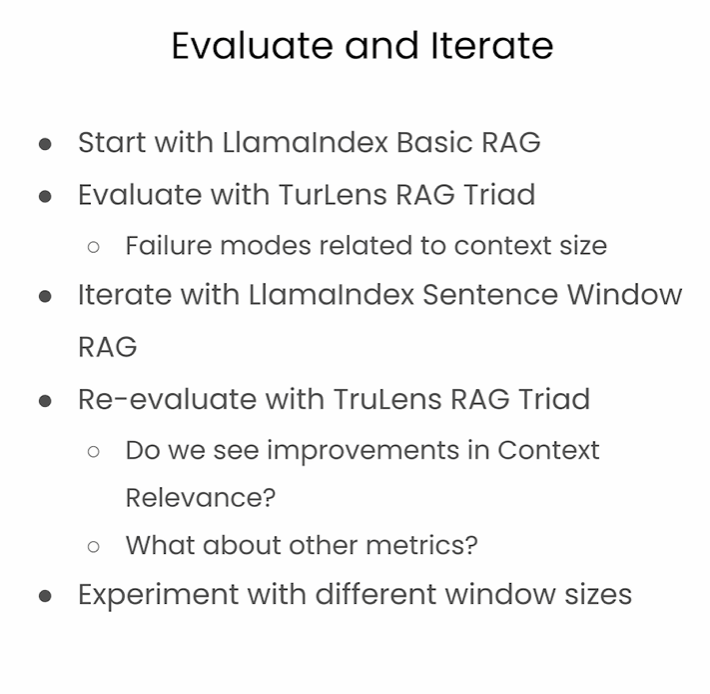 Evaluate and Iterate
● Start with LlamaIndex Basic RAG
● Evaluate with TurLens RAG Triad
○ Failure modes related to context size
● Iterate with LlamaIndex Sentence Window
RAG
● Re-evaluate with TruLens RAG Triad
○ Do we see improvements in Context
Relevance?
○ What about other metrics?
● Experiment with different window sizes